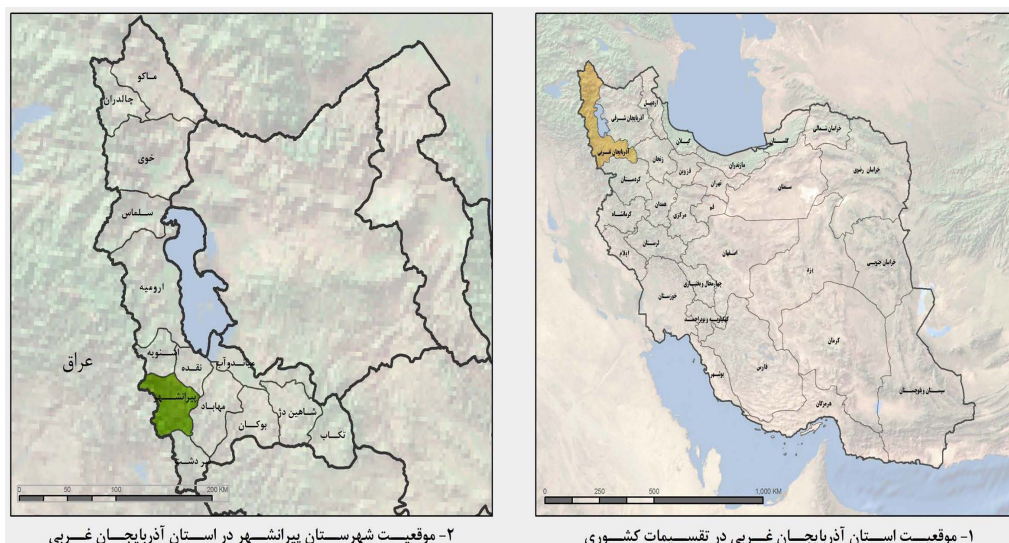 ماکو
چالدران
خوی
سلماس
ارومیه
اشنویه
نقده
میاندوآب
پیرانشهر
مهاباد
بوکان
شاهین دژ
تکاب
سردشت
عراق
0 50 100 200 KM
۲- موقعیت شهرستان پیرانشهر در استان آذربایجان غربی
اردبیل
آذربایجان شرقی
آذربایجان غربی
گیلان
زنجان
قزوین
مازندران
گلستان
خراسان شمالی
خراسان رضوی
کردستان
تهران
سمنان
همدان
قم
مرکزی
کرمانشاه
لرستان
ایلام
اصفهان
یزد
خراسان جنوبی
چهارمحال و بختیاری
خوزستان
کهگیلویه و بویراحمد
کرمان
فارس
بوشهر
سیستان و بلوچستان
هرمزگان
0 250 500 1,000 KM
۱- موقعیت استان آذربایجان غربی در تقسیمات کشوری